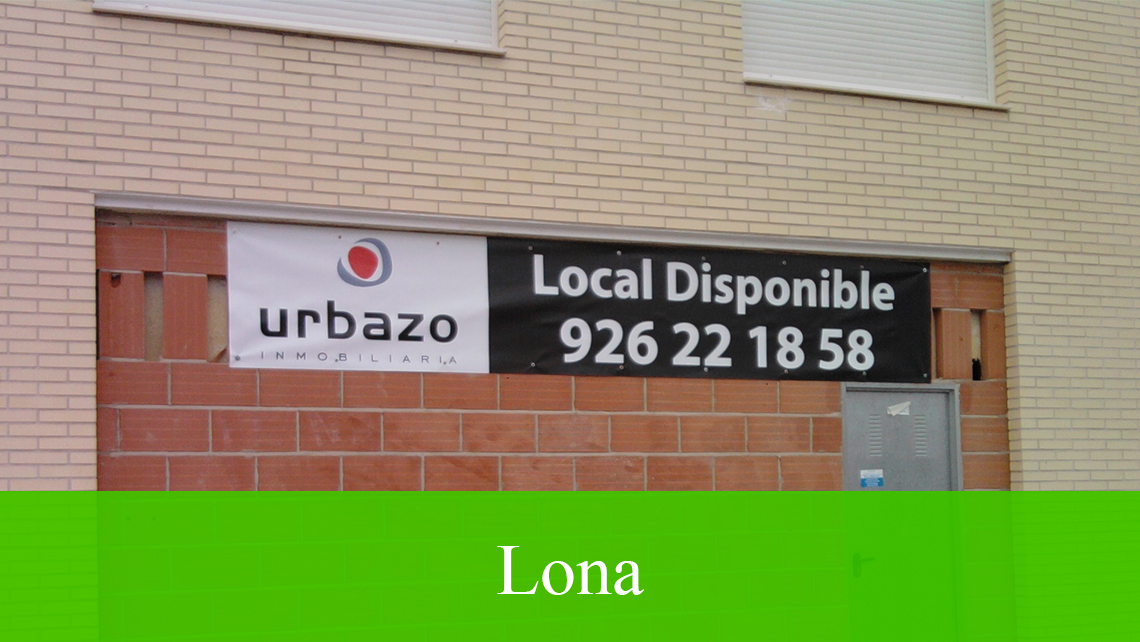 urbazo
INMOBILIARIA
Local Disponible
926 22 18 58
Lona